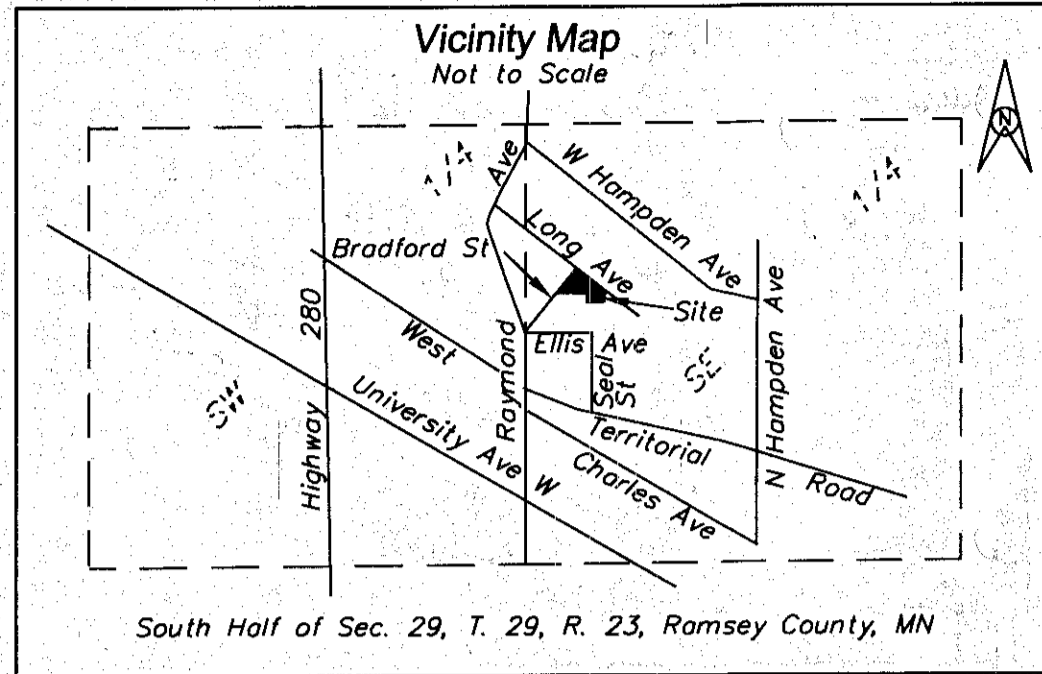 Vicinity Map
Not to Scale
N
1/4
1/4
Ave
W Hampden Ave
Long Ave
Bradford St
Site
280
Highway
West
Raymond
Ellis Ave
Seal St
SE
SW
N Hampden Ave
University Ave W
Territorial Road
Charles Ave
South Half of Sec. 29, T. 29, R. 23, Ramsey County, MN